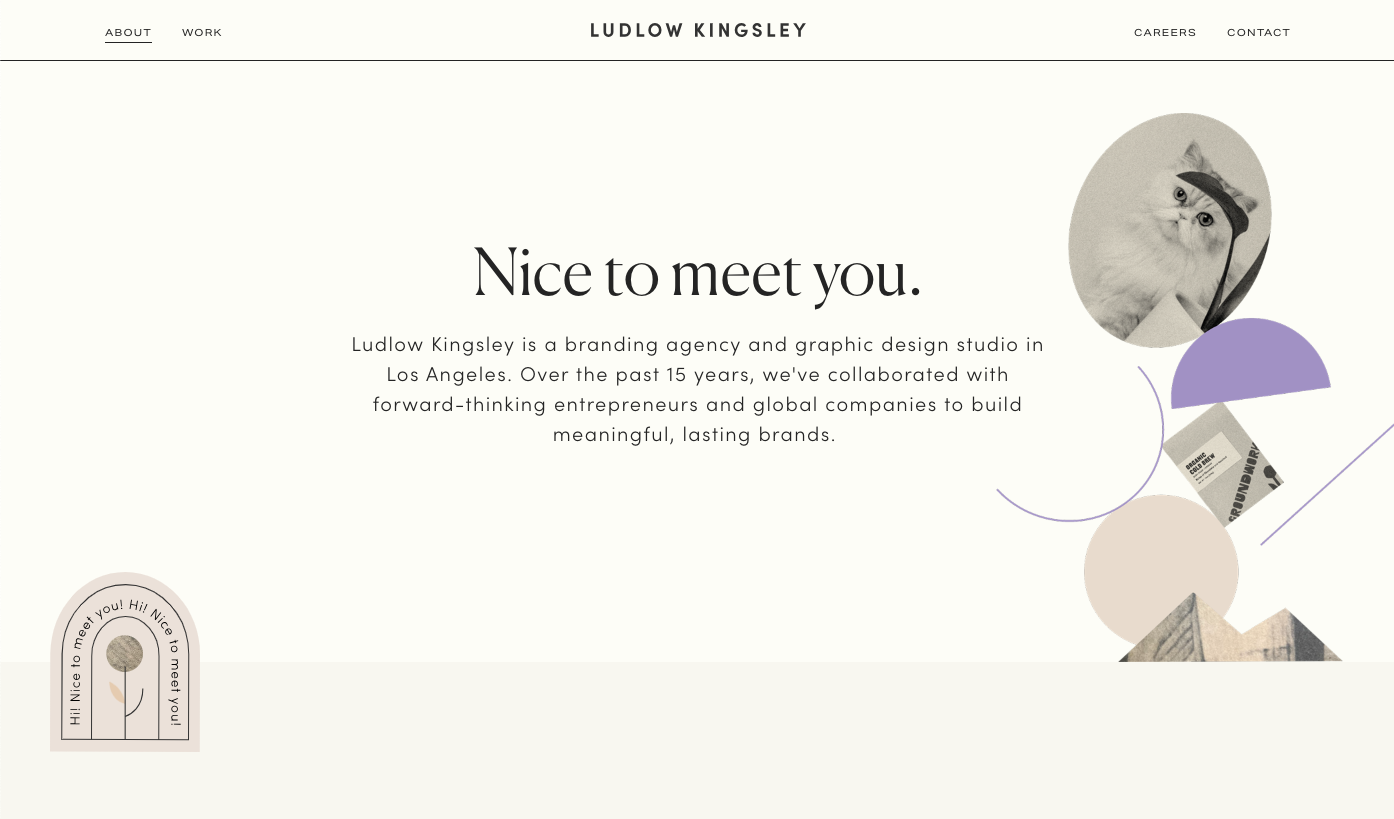 ABOUT
WORK
LUDLOW KINGSLEY
CAREERS
CONTACT
Nice to meet you.
Ludlow Kingsley is a branding agency and graphic design studio in
Los Angeles. Over the past 15 years, we've collaborated with
forward-thinking entrepreneurs and global companies to build
meaningful, lasting brands.
ORGANIC
COLD BREW
GROUNDWORK
Hi! Nice to meet you! Hi! Nice to meet you!